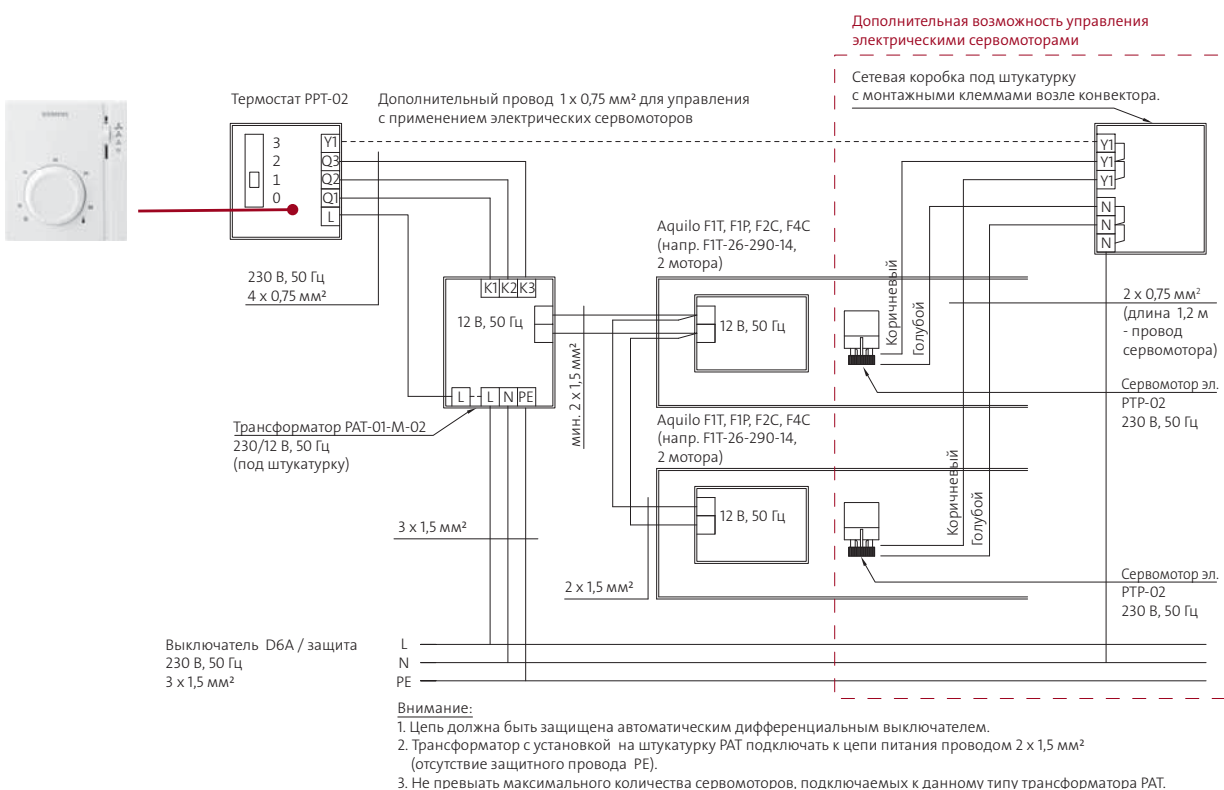 Дополнительная возможность управления
электрическими сервомоторами
Сетевая коробка под штукатурку
с монтажными клеммами возле конвектора.
Термостат PPT-02
Дополнительный провод 1 x 0,75 мм² для управления
с применением электрических сервомоторов
SIEMENS
3
2
1
0
Y1
Q3
Q2
Q1
L
Y1
Y1
Y1
N
N
N
230 В, 50 Гц
4 x 0,75 мм²
K1 K2 K3
12 В, 50 Гц
L L N PE
мин. 2 x 1,5 мм²
Трансформатор PAT-01-M-02
230/12 В, 50 Гц
(под штукатурку)
Aquilo F1T, F1P, F2C, F4C
(напр. F1T-26-290-14,
2 мотора)
12 В, 50 Гц
Коричневый
Голубой
2 x 0,75 мм²
(длина 1,2 м
- провод
сервомотора)
Сервомотор эл.
PTP-02
230 В, 50 Гц
Aquilo F1T, F1P, F2C, F4C
(напр. F1T-26-290-14,
2 мотора)
12 В, 50 Гц
Коричневый
Голубой
3 x 1,5 мм²
2 x 1,5 мм²
Сервомотор эл.
PTP-02
230 В, 50 Гц
Выключатель D6A / защита
230 В, 50 Гц
3 x 1,5 мм²
L
N
PE
Внимание:
1. Цепь должна быть защищена автоматическим дифференциальным выключателем.
2. Трансформатор с установкой на штукатурку PAT подключать к цепи питания проводом 2 x 1,5 мм²
(отсутствие защитного провода PE).
3. Не превыать максимального количества сервомоторов, подключаемых к данному типу трансформатора PAT.